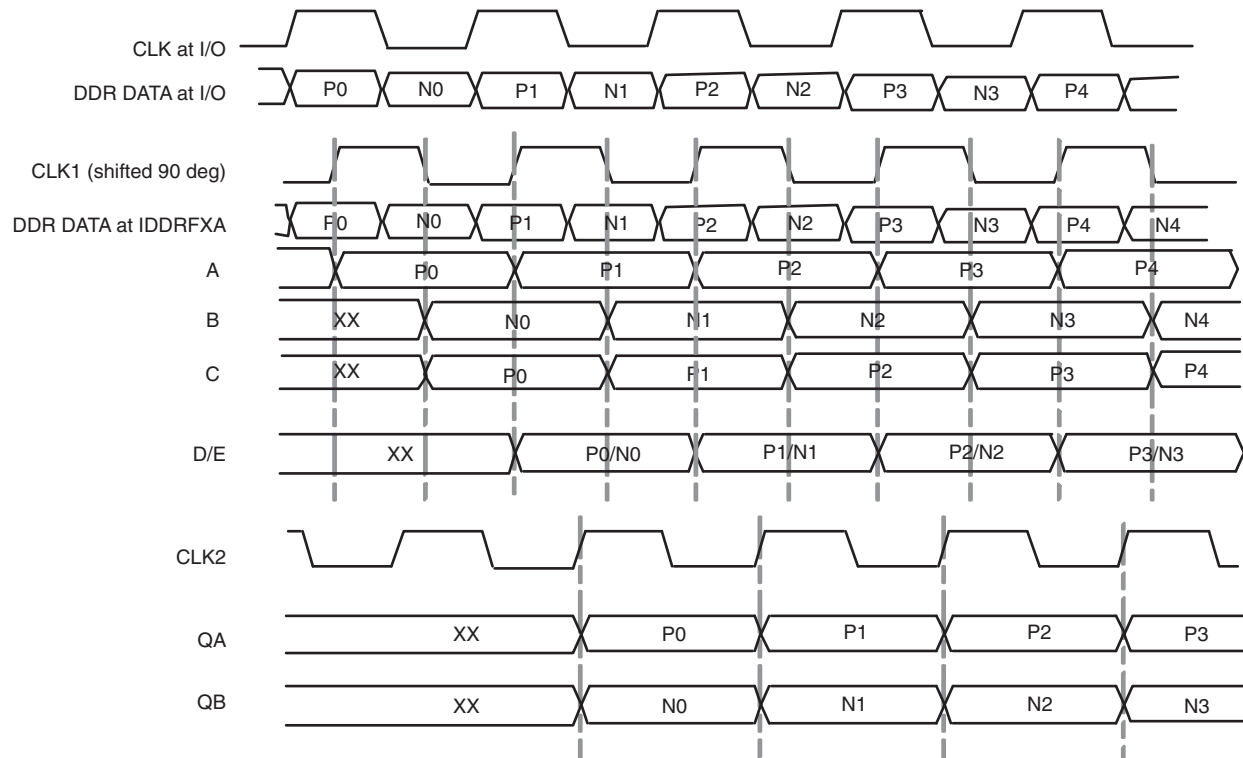 CLK at I/O
DDR DATA at I/O P0 N0 P1 N1 P2 N2 P3 N3 P4
CLK1 (shifted 90 deg)
DDR DATA at IDDRFXA P0 N0 P1 N1 P2 N2 P3 N3 P4 N4
A P0 P1 P2 P3 P4
B XX N0 N1 N2 N3 N4
C XX P0 P1 P2 P3 P4
D/E XX P0/N0 P1/N1 P2/N2 P3/N3
CLK2
QA XX P0 P1 P2 P3
QB XX N0 N1 N2 N3